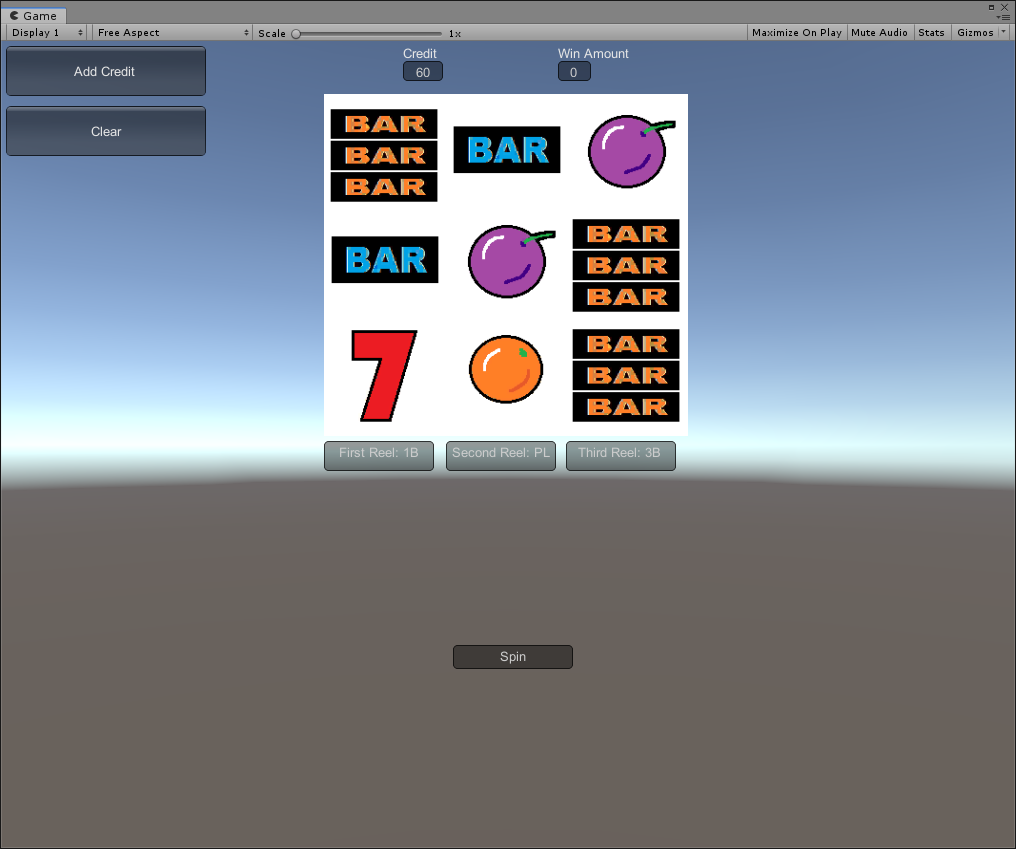 Game
Display 1 Free Aspect Scale 1x Maximize On Play Mute Audio Stats Gizmos
Add Credit
Clear
Credit
60
Win Amount
0
BAR
BAR
BAR
BAR
BAR
BAR
BAR
BAR
7
BAR
BAR
BAR
First Reel: 1B
Second Reel: PL
Third Reel: 3B
Spin